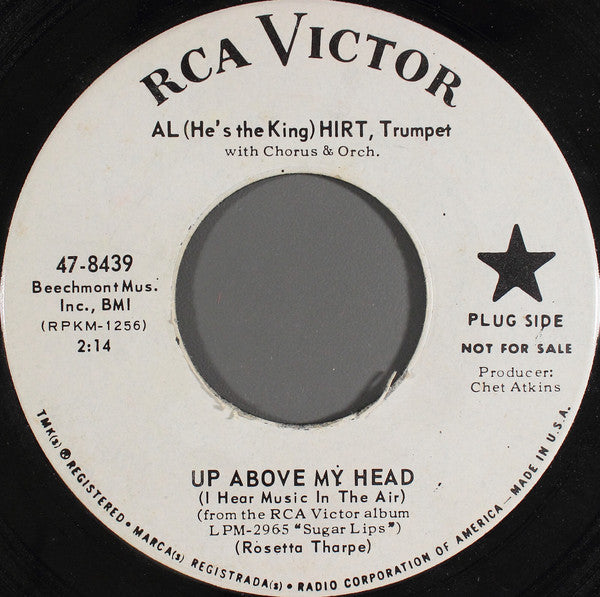 RCA VICTOR
AL (He's the King) HIRT, Trumpet
with Chorus & Orch.
47-8439
Beechmont Mus.
Inc., BMI
(RPKM-1256)
2:14
PLUG SIDE
NOT FOR SALE
Producer:
Chet Atkins
UP ABOVE MY HEAD
(I Hear Music In The Air)
(from the RCA Victor album
LPM-2965 "Sugar Lips")
(Rosetta Tharpe)
TMK(s) ® REGISTERED • MARCA(s) REGISTRADA(s) • RADIO CORPORATION OF AMERICA—MADE IN U.S.A.